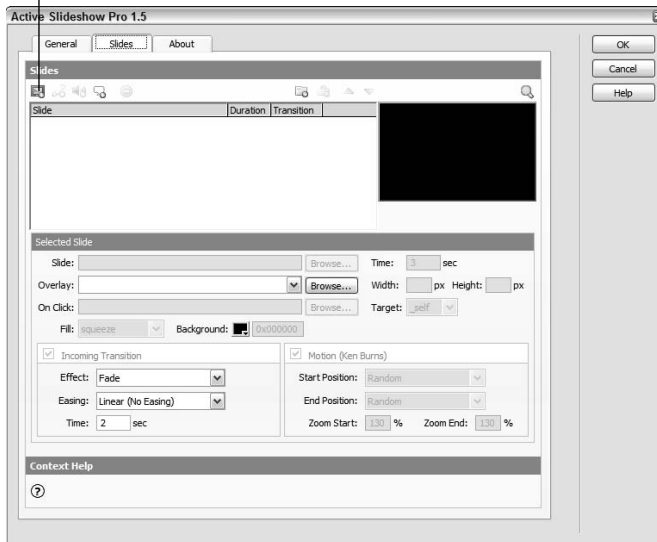 Active Slideshow Pro 1.5
General Slides About
OK
Cancel
Help
Slides
Slide Duration Transition
Selected Slide
Slide: Browse... Time: 3 sec
Overlay: Browse... Width: px Height: px
On Click: Browse... Target: _self
Fill: squeeze Background: 0x000000
Incoming Transition
Effect: Fade
Easing: Linear (No Easing)
Time: 2 sec
Motion (Ken Burns)
Start Position: Random
End Position: Random
Zoom Start: 130 % Zoom End: 130 %
Context Help
?